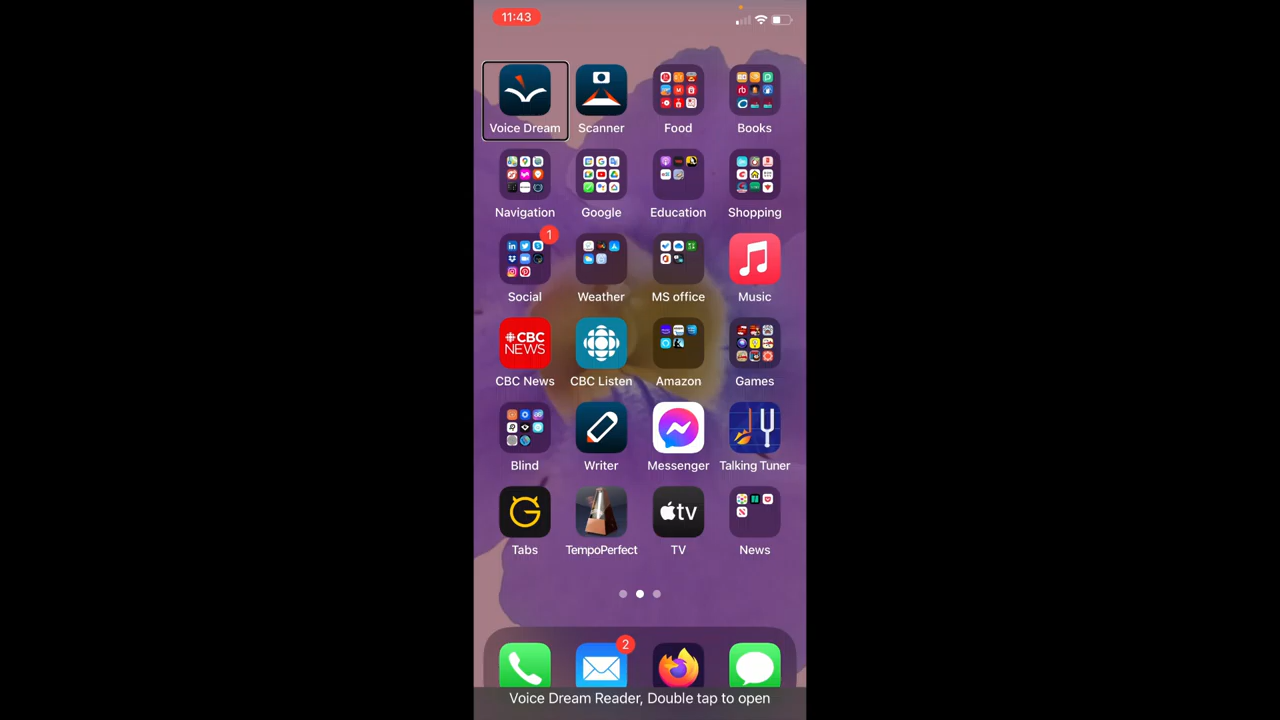 11:43
Voice Dream Scanner Food Books
Navigation Google Education Shopping
1
Social Weather MS office Music
CBC
NEWS
CBC News CBC Listen Amazon Games
Blind Writer Messenger Talking Tuner
tv
Tabs TempoPerfect TV News
2
Voice Dream Reader, Double tap to open